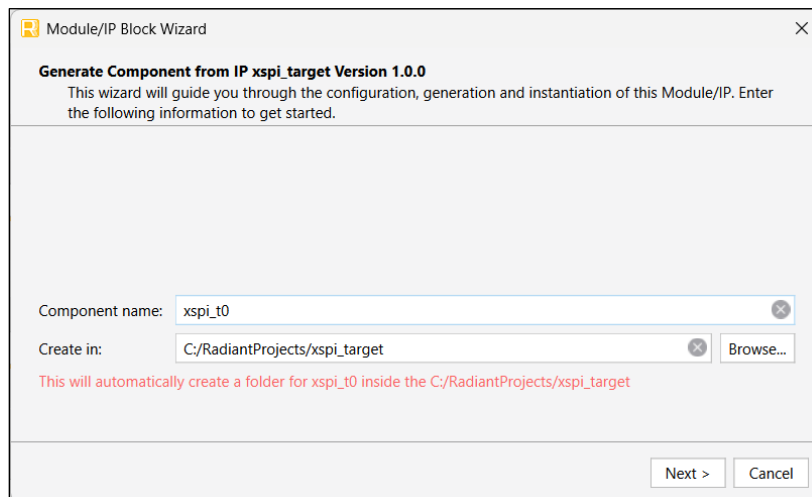 Module/IP Block Wizard
Generate Component from IP xspi_target Version 1.0.0
This wizard will guide you through the configuration, generation and instantiation of this Module/IP. Enter
the following information to get started.
Component name: xspi_t0
Create in: C:/RadiantProjects/xspi_target Browse...
This will automatically create a folder for xspi_t0 inside the C:/RadiantProjects/xspi_target
Next > Cancel